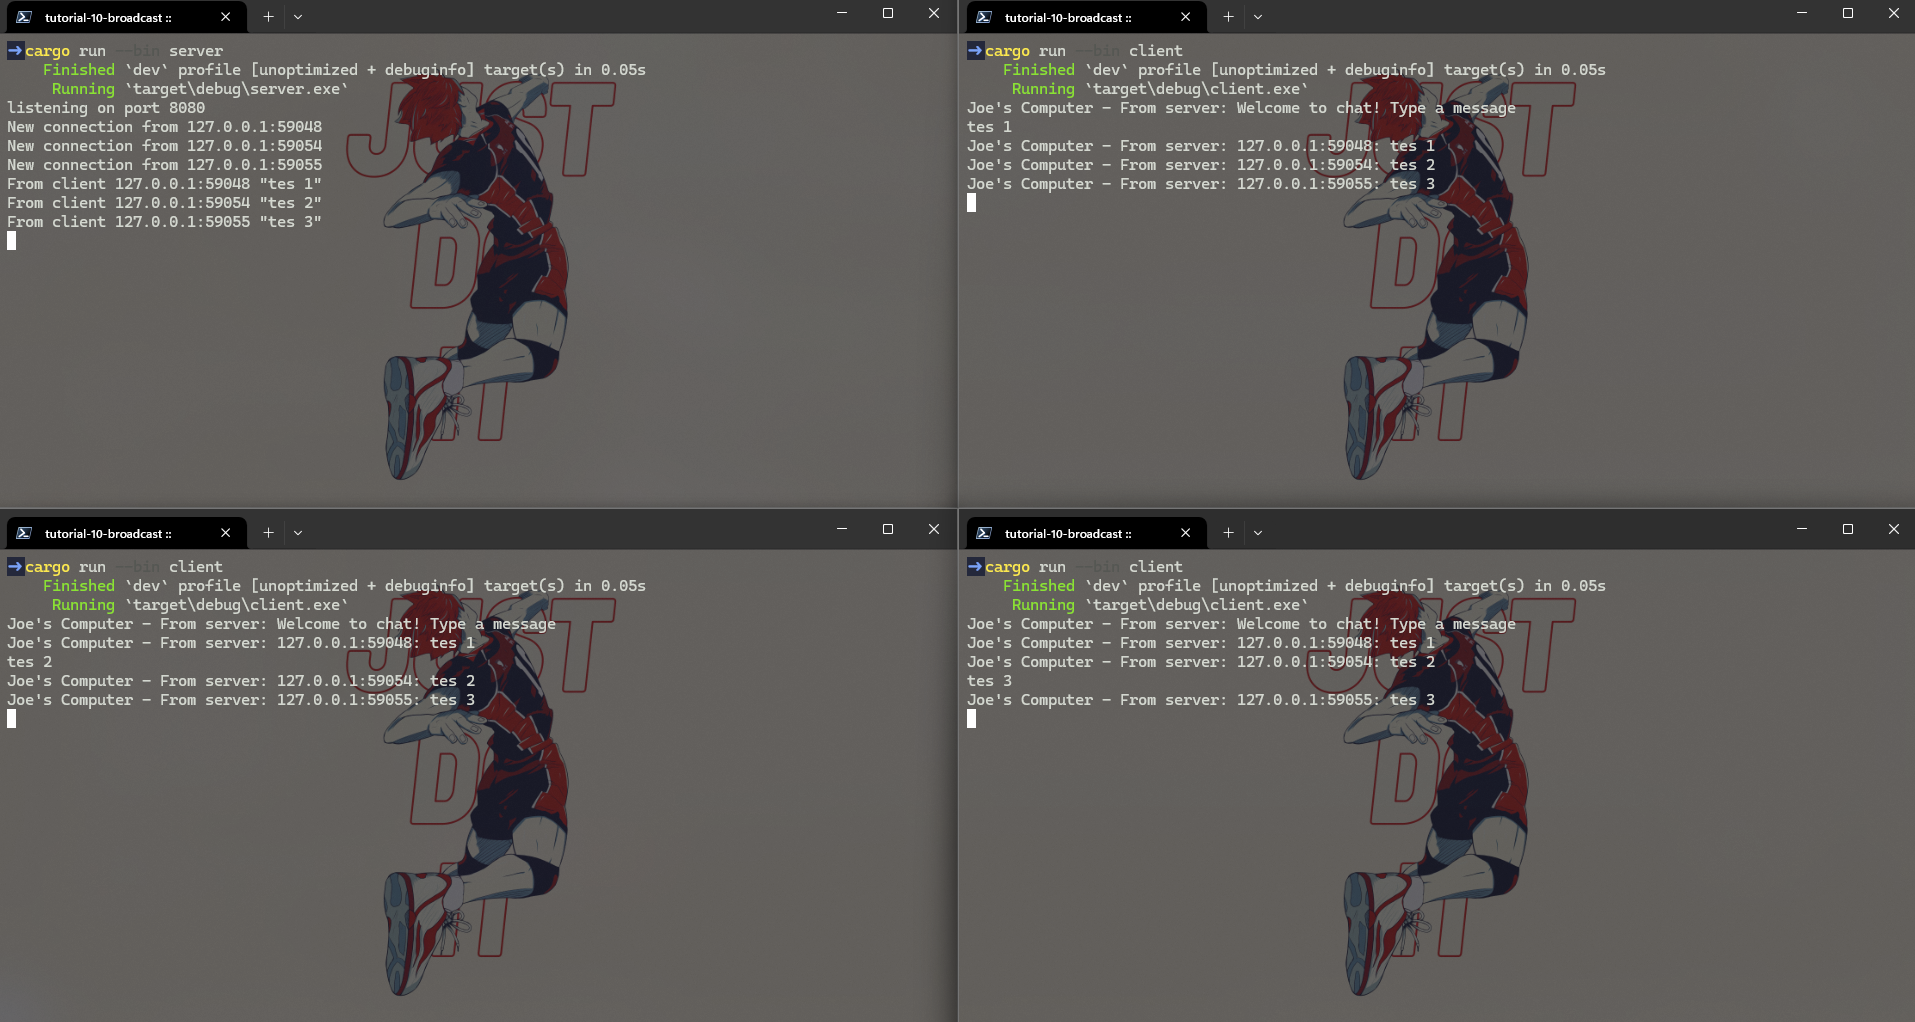 tutorial-10-broadcast ::
cargo run --bin server
Finished `dev` profile [unoptimized + debuginfo] target(s) in 0.05s
Running `target\debug\server.exe`
listening on port 8080
New connection from 127.0.0.1:59048
New connection from 127.0.0.1:59054
New connection from 127.0.0.1:59055
From client 127.0.0.1:59048 "tes 1"
From client 127.0.0.1:59054 "tes 2"
From client 127.0.0.1:59055 "tes 3"
JUST
DO
IT
tutorial-10-broadcast ::
cargo run --bin client
Finished `dev` profile [unoptimized + debuginfo] target(s) in 0.05s
Running `target\debug\client.exe`
Joe's Computer - From server: Welcome to chat! Type a message
tes 1
Joe's Computer - From server: 127.0.0.1:59048: tes 1
Joe's Computer - From server: 127.0.0.1:59054: tes 2
Joe's Computer - From server: 127.0.0.1:59055: tes 3
JUST
DO
IT
tutorial-10-broadcast ::
cargo run --bin client
Finished `dev` profile [unoptimized + debuginfo] target(s) in 0.05s
Running `target\debug\client.exe`
Joe's Computer - From server: Welcome to chat! Type a message
Joe's Computer - From server: 127.0.0.1:59048: tes 1
tes 2
Joe's Computer - From server: 127.0.0.1:59054: tes 2
Joe's Computer - From server: 127.0.0.1:59055: tes 3
JUST
DO
IT
tutorial-10-broadcast ::
cargo run --bin client
Finished `dev` profile [unoptimized + debuginfo] target(s) in 0.05s
Running `target\debug\client.exe`
Joe's Computer - From server: Welcome to chat! Type a message
Joe's Computer - From server: 127.0.0.1:59048: tes 1
Joe's Computer - From server: 127.0.0.1:59054: tes 2
tes 3
Joe's Computer - From server: 127.0.0.1:59055: tes 3
JUST
DO
IT